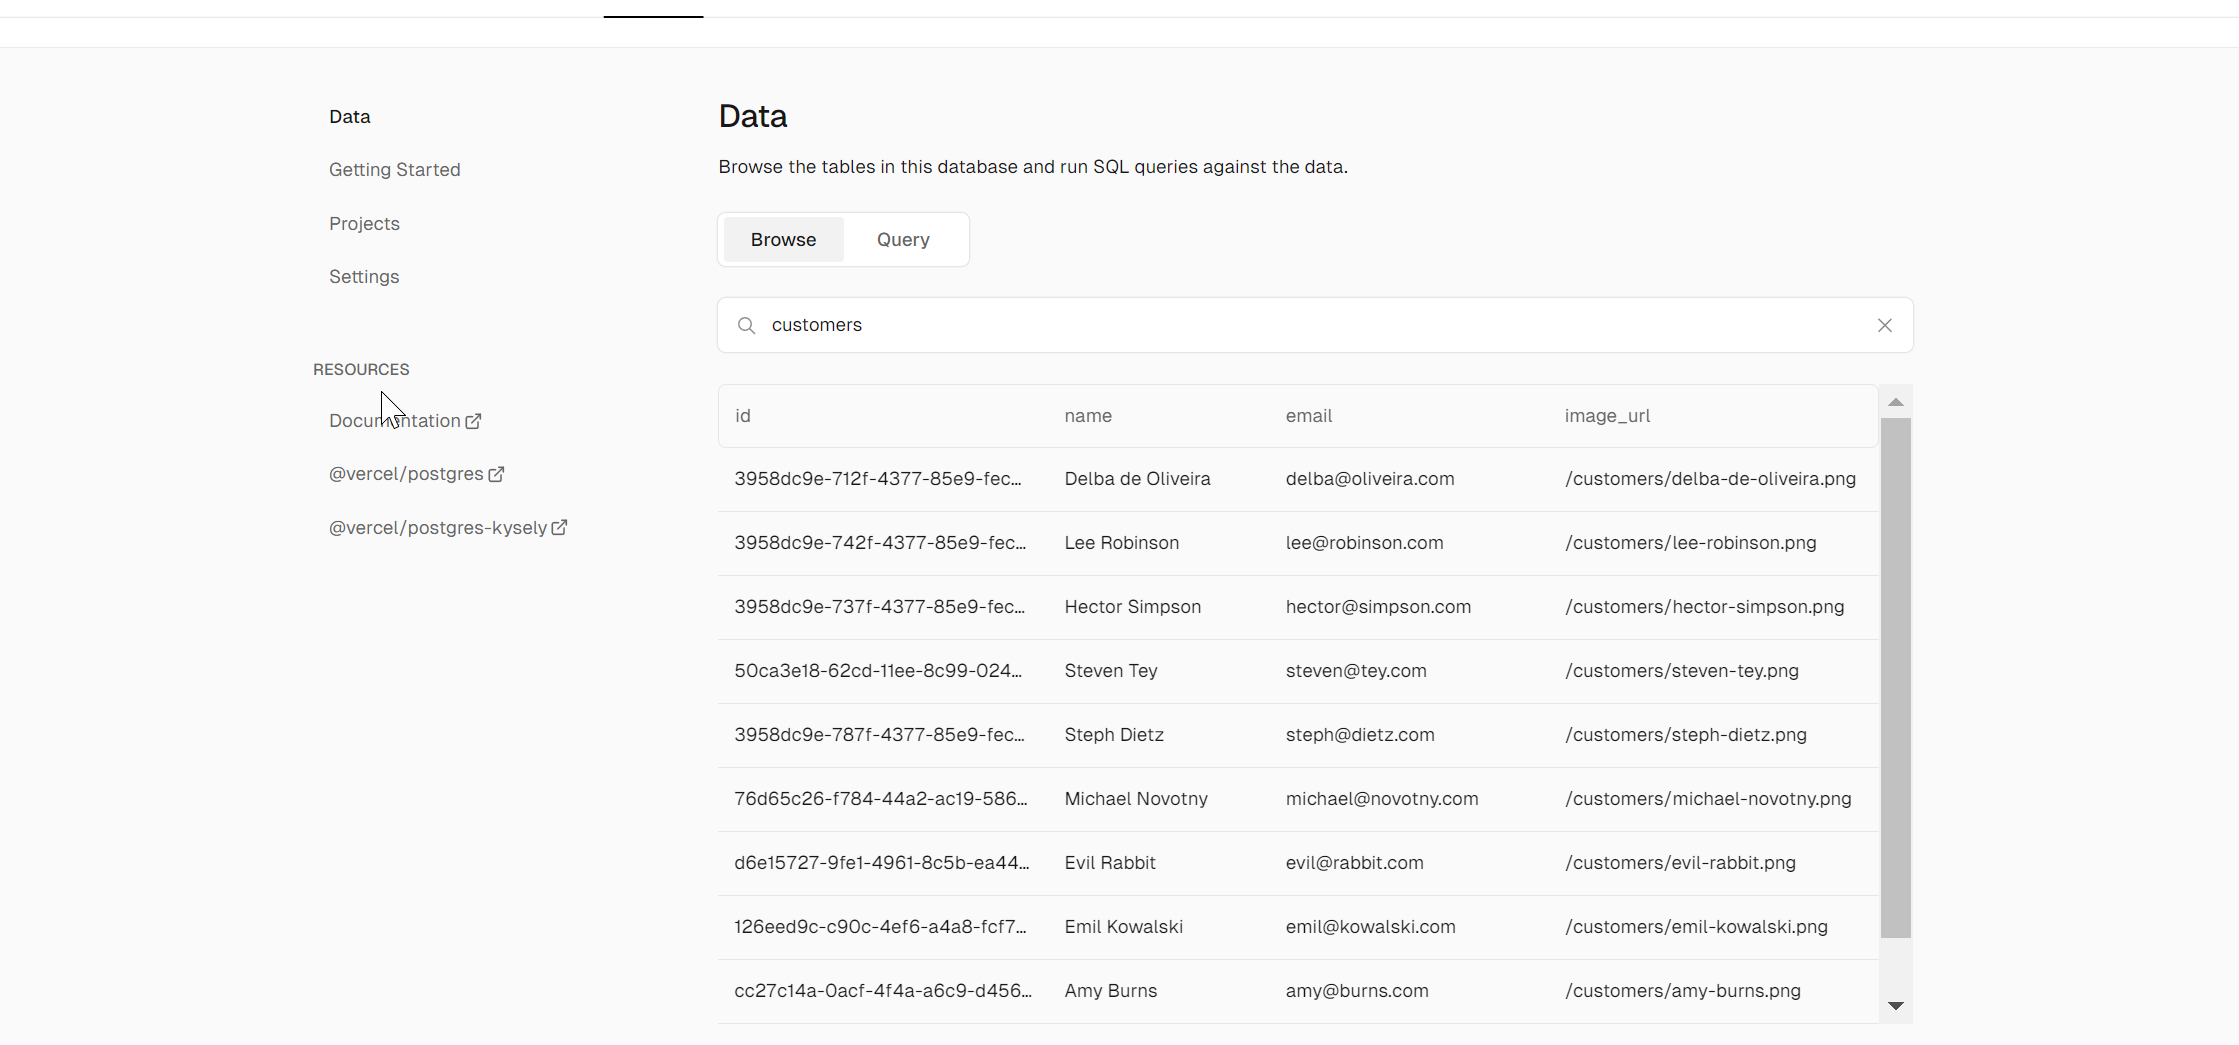 Data
Getting Started
Projects
Settings
RESOURCES
@vercel/postgres
@vercel/postgres-kysely
Data
Browse the tables in this database and run SQL queries against the data.
Browse Query
customers
id name email image_url
3958dc9e-712f-4377-85e9-fec... Delba de Oliveira delba@oliveira.com /customers/delba-de-oliveira.png
3958dc9e-742f-4377-85e9-fec... Lee Robinson lee@robinson.com /customers/lee-robinson.png
3958dc9e-737f-4377-85e9-fec... Hector Simpson hector@simpson.com /customers/hector-simpson.png
50ca3e18-62cd-11ee-8c99-024... Steven Tey steven@tey.com /customers/steven-tey.png
3958dc9e-787f-4377-85e9-fec... Steph Dietz steph@dietz.com /customers/steph-dietz.png
76d65c26-f784-44a2-ac19-586... Michael Novotny michael@novotny.com /customers/michael-novotny.png
d6e15727-9fe1-4961-8c5b-ea44... Evil Rabbit evil@rabbit.com /customers/evil-rabbit.png
126eed9c-c90c-4ef6-a4a8-fcf7... Emil Kowalski emil@kowalski.com /customers/emil-kowalski.png
cc27c14a-0acf-4f4a-a6c9-d456... Amy Burns amy@burns.com /customers/amy-burns.png